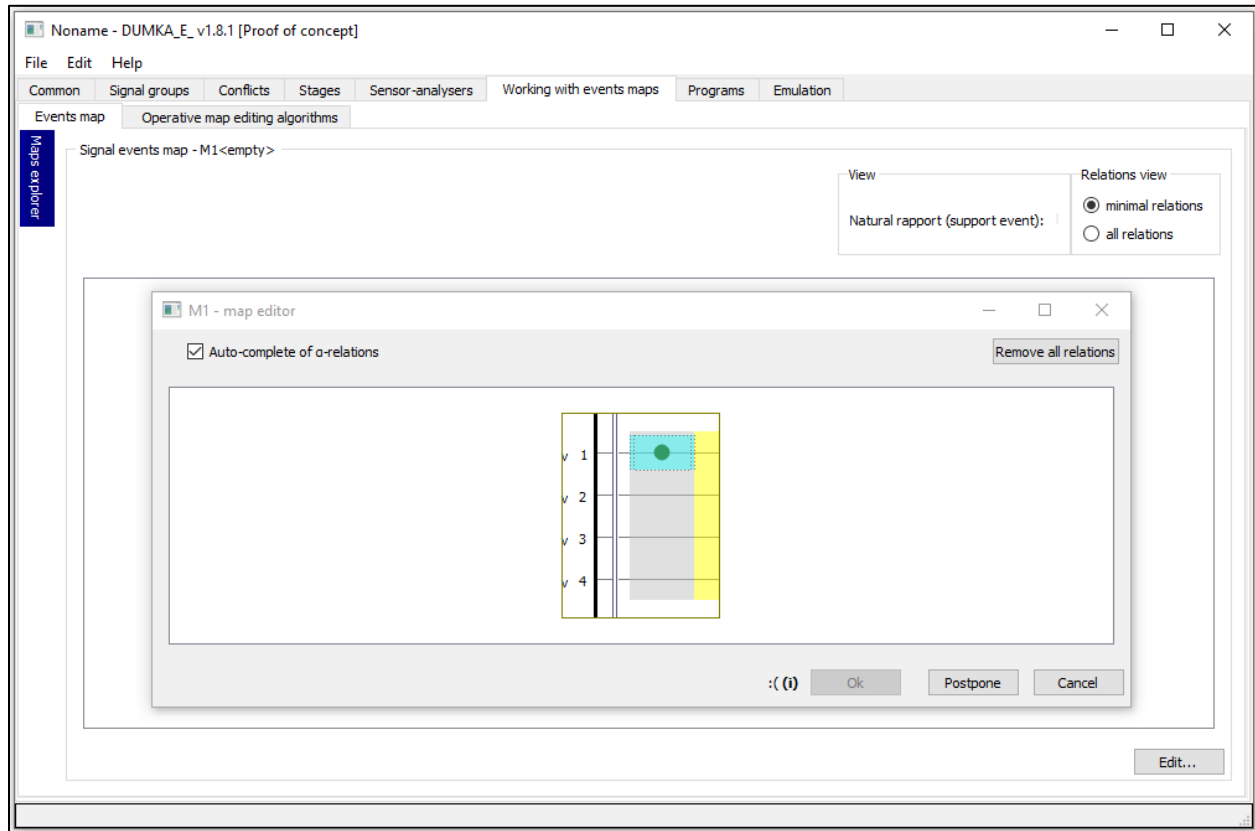 Noname - DUMKA_E_ v1.8.1 [Proof of concept]
File Edit Help
Common Signal groups Conflicts Stages Sensor-analysers Working with events maps Programs Emulation
Events map Operative map editing algorithms
Maps explorer
Signal events map - M1<empty>
View
Natural rapport (support event):
Relations view
minimal relations
all relations
M1 - map editor
Auto-complete of α-relations
Remove all relations
v 1
v 2
v 3
v 4
:( (i) Ok Postpone Cancel
Edit...